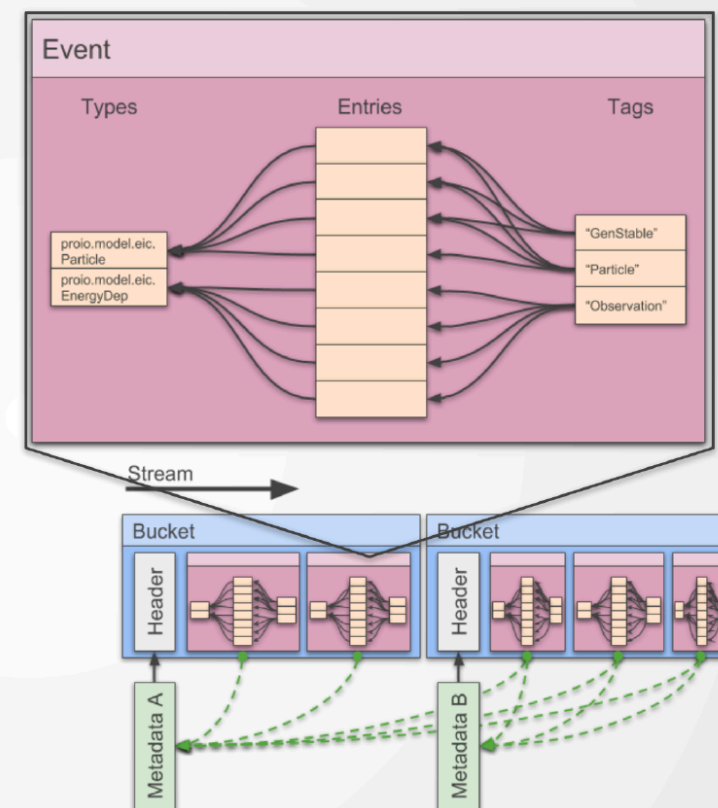 Event
Types
Entries
Tags
proio.model.eic.
Particle
proio.model.eic.
EnergyDep
"GenStable"
"Particle"
"Observation"
Stream
Bucket
Bucket
Header
Header
Metadata A
Metadata B